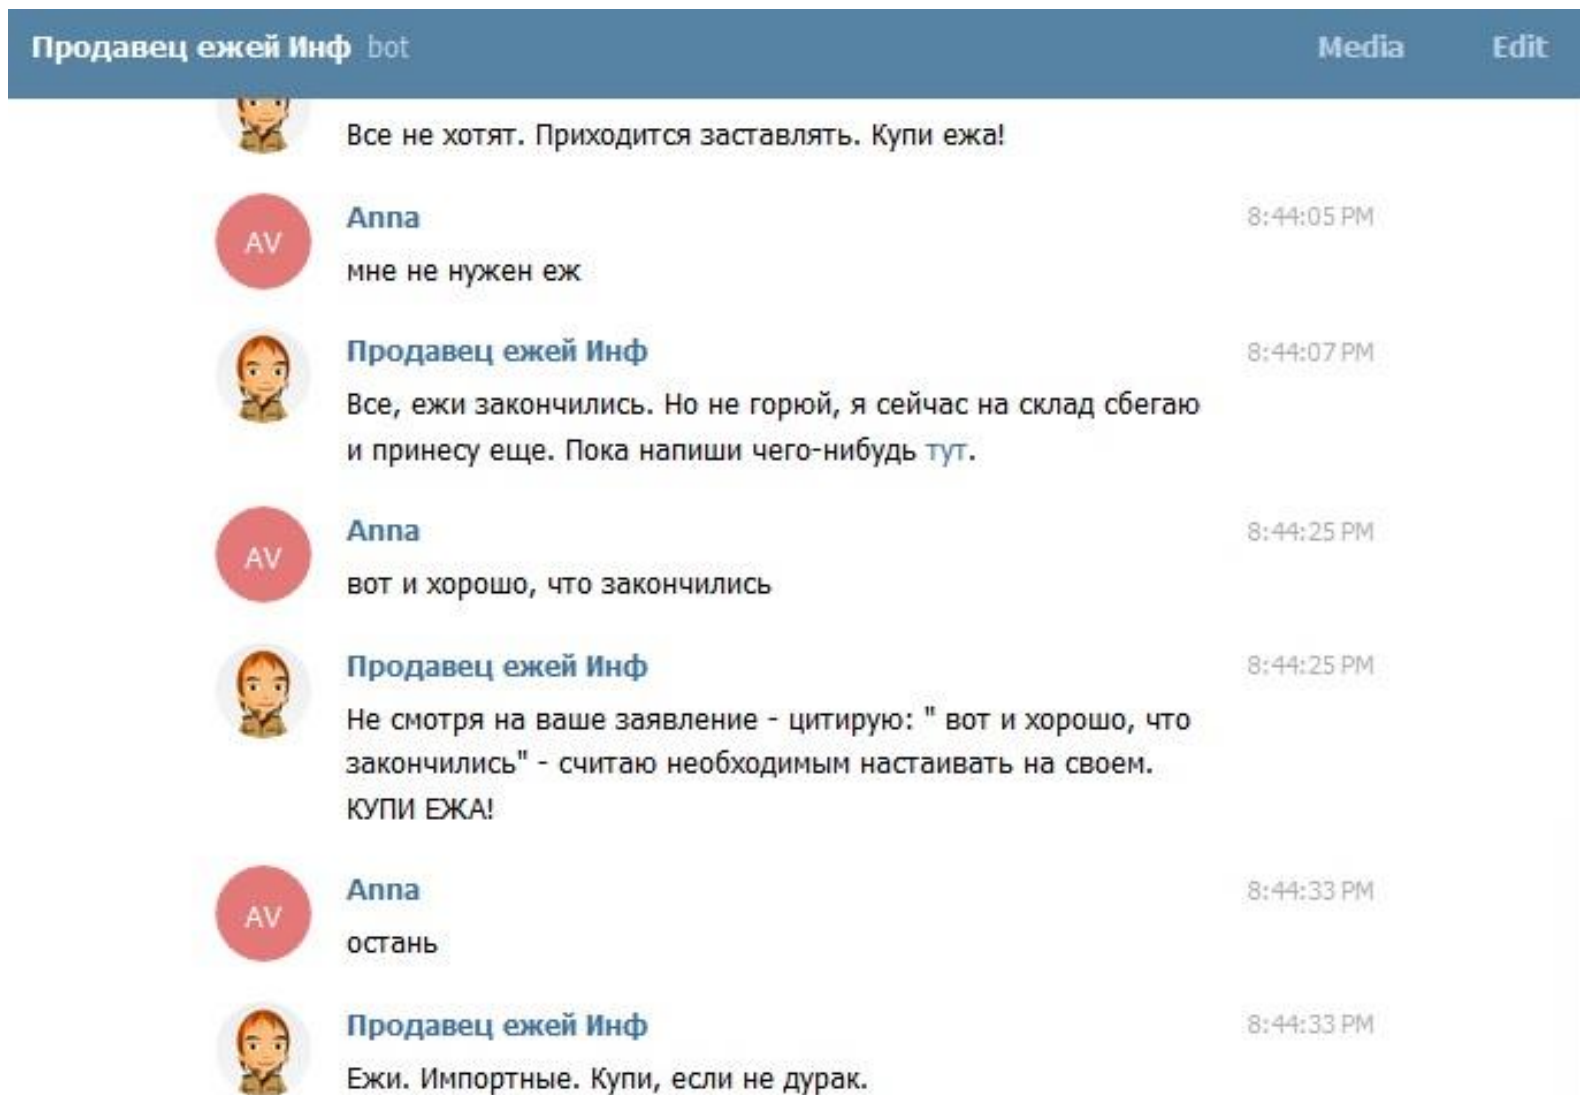 Продавец ежей Инф bot Media Edit
Все не хотят. Приходится заставлять. Купи ежа!
Anna 8:44:05 PM
AV
мне не нужен еж
Продавец ежей Инф 8:44:07 PM
Все, ежи закончились. Но не горюй, я сейчас на склад сбегаю
и принесу еще. Пока напиши чего-нибудь тут.
Anna 8:44:25 PM
AV
вот и хорошо, что закончились
Продавец ежей Инф 8:44:25 PM
Не смотря на ваше заявление - цитирую: " вот и хорошо, что
закончились" - считаю необходимым настаивать на своем.
КУПИ ЕЖА!
Anna 8:44:33 PM
AV
остань
Продавец ежей Инф 8:44:33 PM
Ежи. Импортные. Купи, если не дурак.